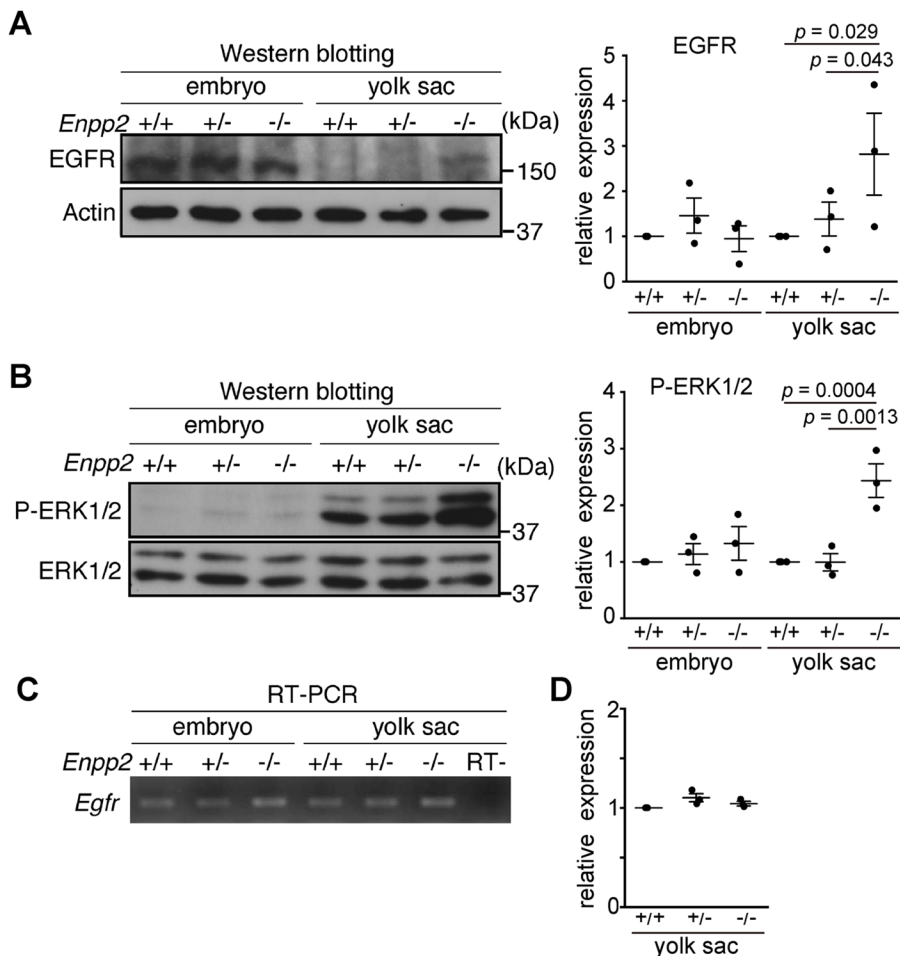 A
Western blotting
embryo yolk sac
Enpp2 +/+ +/- -/- +/+ +/- -/- (kDa)
EGFR
150
Actin
37
EGFR
p = 0.029
p = 0.043
relative expression
5
4
3
2
1
0
+/+ +/- -/- +/+ +/- -/-
embryo yolk sac
B
Western blotting
embryo yolk sac
Enpp2 +/+ +/- -/- +/+ +/- -/- (kDa)
P-ERK1/2
37
ERK1/2
37
P-ERK1/2
p = 0.0004
p = 0.0013
relative expression
4
3
2
1
0
+/+ +/- -/- +/+ +/- -/-
embryo yolk sac
C
RT-PCR
embryo yolk sac
Enpp2 +/+ +/- -/- +/+ +/- -/- RT-
Egfr
D
relative expression
2
1
0
+/+ +/- -/-
yolk sac